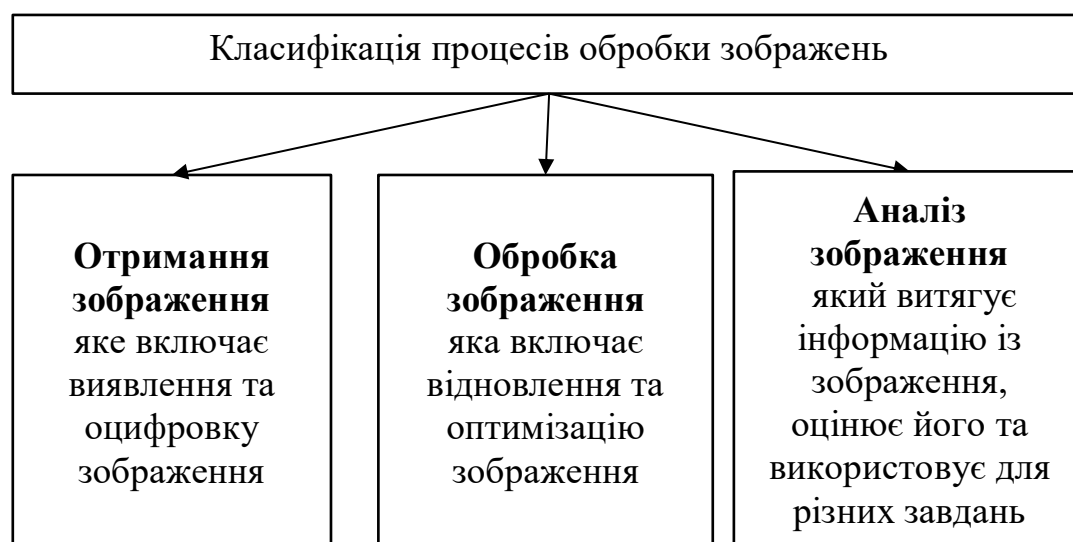 Класифікація процесів обробки зображень
Отримання
зображення
яке включає
виявлення та
оцифровку
зображення
Обробка
зображення
яка включає
відновлення та
оптимізацію
зображення
Аналіз
зображення
який витягує
інформацію із
зображення,
оцінює його та
використовує для
різних завдань